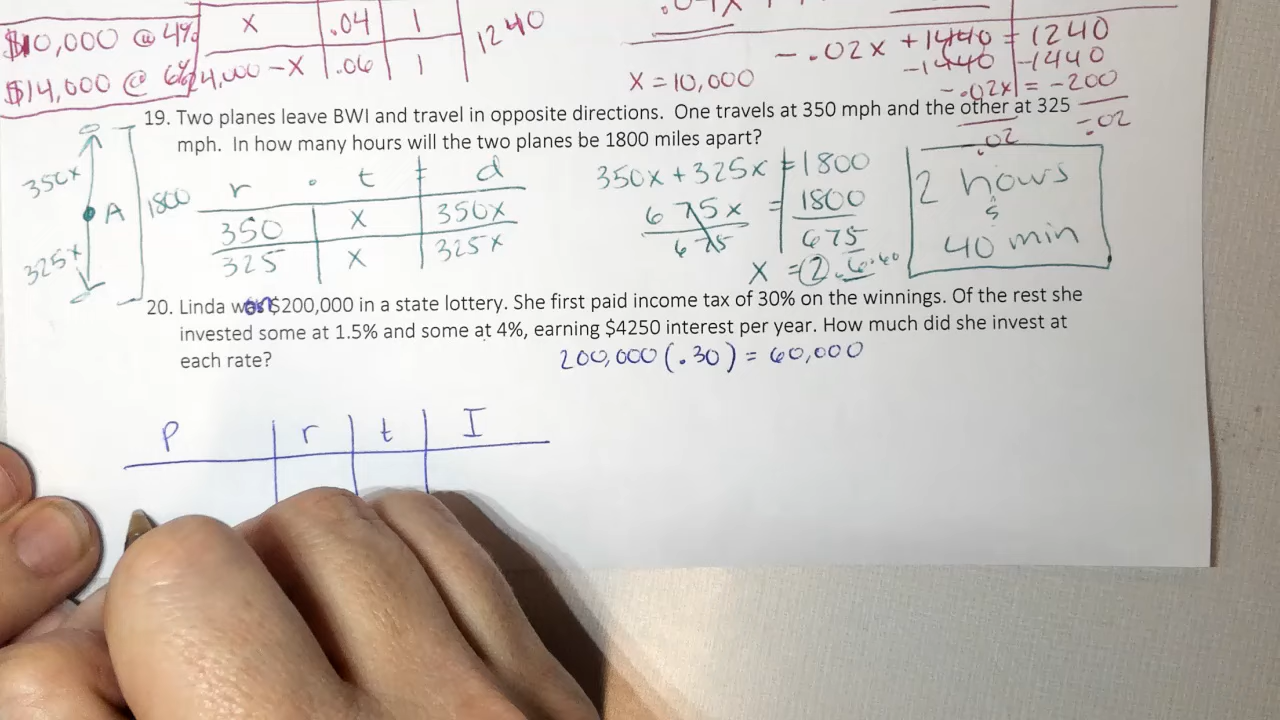 $10,000 @ 4% x .04 1 1240
- .02x + 1440 = 1240
-1440 -1440
$14,000 @ 6% 24,000 - x .06 1
x = 10,000 -.02x = -200
.02 -.02
19. Two planes leave BWI and travel in opposite directions. One travels at 350 mph and the other at 325
mph. In how many hours will the two planes be 1800 miles apart?
350x
A
325x
1800
r · t = d
350 x 350x
325 x 325x
350x + 325x = 1800
675x = 1800
675 675
x = 2.6
40
2 hours
&
40 min
20. Linda won $200,000 in a state lottery. She first paid income tax of 30% on the winnings. Of the rest she
invested some at 1.5% and some at 4%, earning $4250 interest per year. How much did she invest at
each rate?
200,000 (.30) = 60,000
P r t I